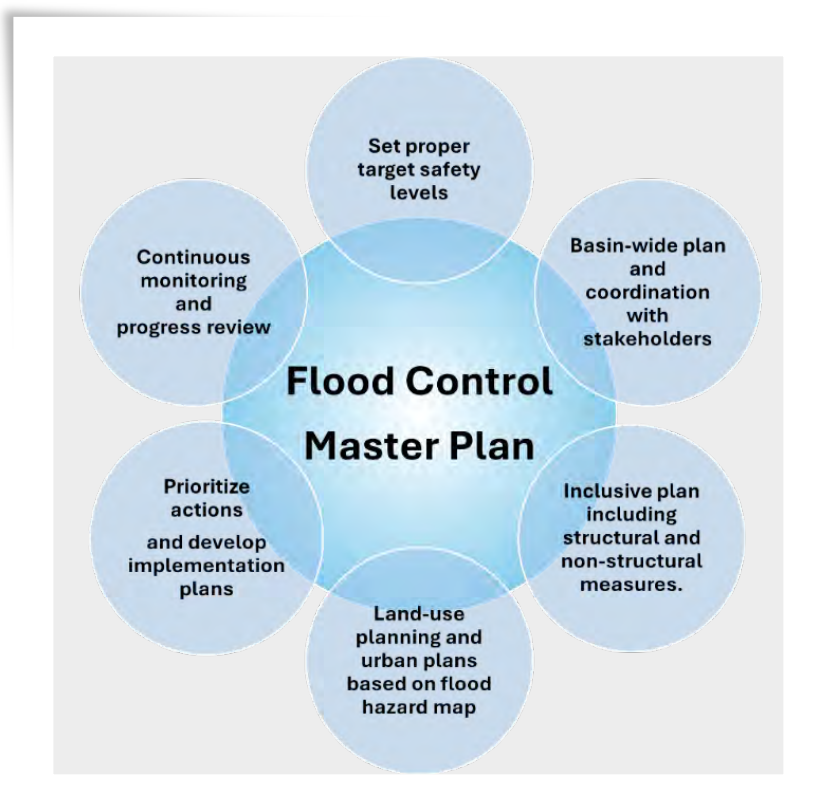 Set proper
target safety
levels
Basin-wide plan
and
coordination
with
stakeholders
Inclusive plan
including
structural and
non-structural
measures.
Land-use
planning and
urban plans
based on flood
hazard map
Prioritize
actions
and develop
implementation
plans
Continuous
monitoring
and
progress review
Flood Control
Master Plan